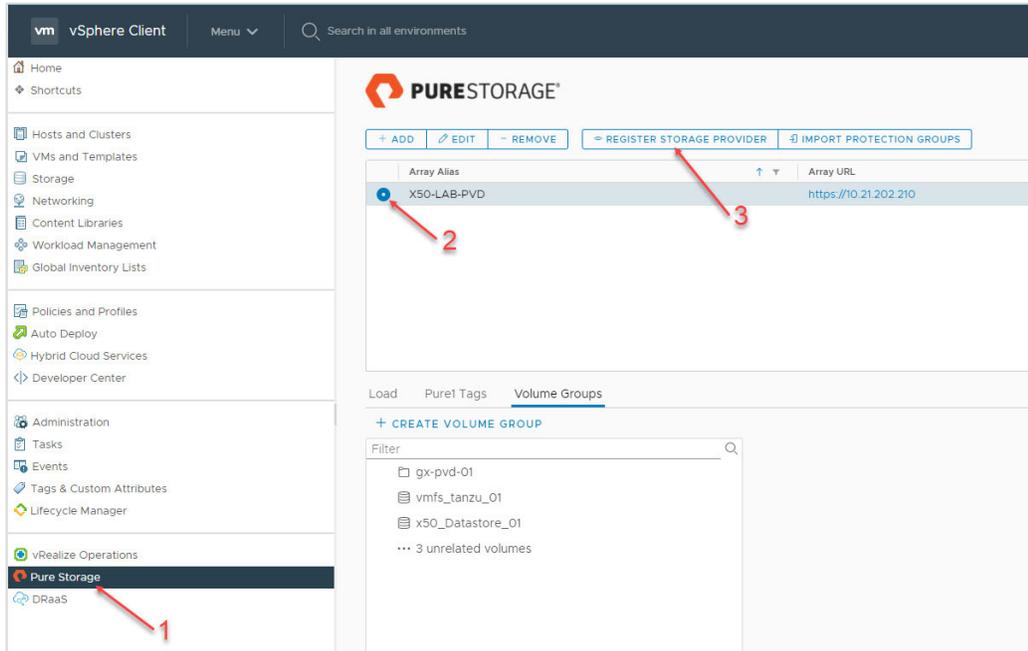 vm vSphere Client Menu Search in all environments
Home
Shortcuts
Hosts and Clusters
VMs and Templates
Storage
Networking
Content Libraries
Workload Management
Global Inventory Lists
Policies and Profiles
Auto Deploy
Hybrid Cloud Services
Developer Center
Administration
Tasks
Events
Tags & Custom Attributes
Lifecycle Manager
vRealize Operations
Pure Storage
DRaaS
1
PURESTORAGE®
+ ADD EDIT - REMOVE REGISTER STORAGE PROVIDER IMPORT PROTECTION GROUPS
Array Alias Array URL
X50-LAB-PVD https://10.21.202.210
2
3
Load Pure1 Tags Volume Groups
+ CREATE VOLUME GROUP
Filter
gx-pvd-01
vmfs_tanzu_01
x50_Datastore_01
••• 3 unrelated volumes